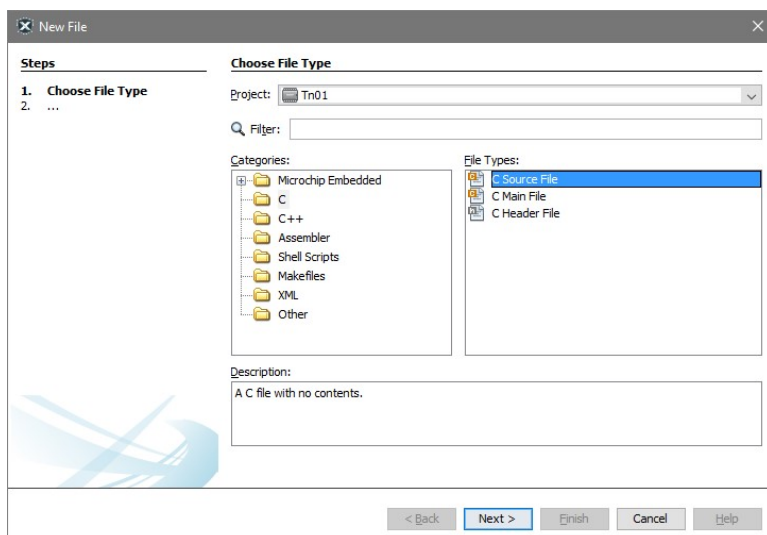 New File
Steps
1. Choose File Type
2. ...
Choose File Type
Project: Tn01
Filter:
Categories:
Microchip Embedded
C
C++
Assembler
Shell Scripts
Makefiles
XML
Other
File Types:
C Source File
C Main File
C Header File
Description:
A C file with no contents.
< Back Next > Finish Cancel Help